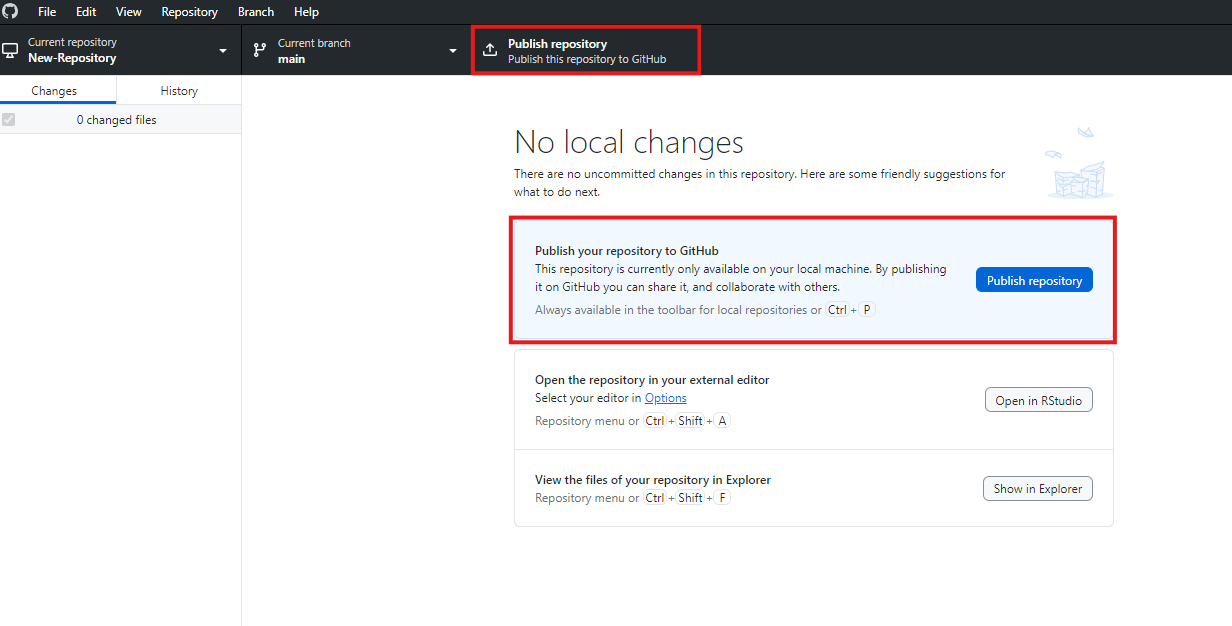 File Edit View Repository Branch Help
Current repository
New-Repository
Current branch
main
Publish repository
Publish this repository to GitHub
Changes History
0 changed files
No local changes
There are no uncommitted changes in this repository. Here are some friendly suggestions for
what to do next.
Publish your repository to GitHub
This repository is currently only available on your local machine. By publishing
it on GitHub you can share it, and collaborate with others.
Always available in the toolbar for local repositories or Ctrl + P
Publish repository
Open the repository in your external editor
Select your editor in Options
Repository menu or Ctrl + Shift + A
Open in RStudio
View the files of your repository in Explorer
Repository menu or Ctrl + Shift + F
Show in Explorer